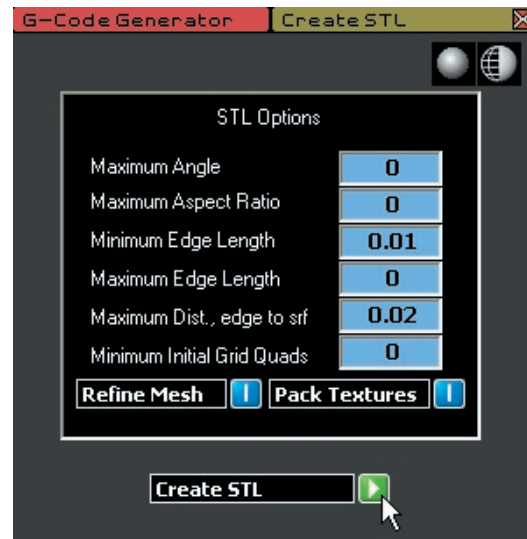 G-Code Generator Create STL
STL Options
Maximum Angle 0
Maximum Aspect Ratio 0
Minimum Edge Length 0.01
Maximum Edge Length 0
Maximum Dist., edge to srf 0.02
Minimum Initial Grid Quads 0
Refine Mesh Pack Textures
Create STL